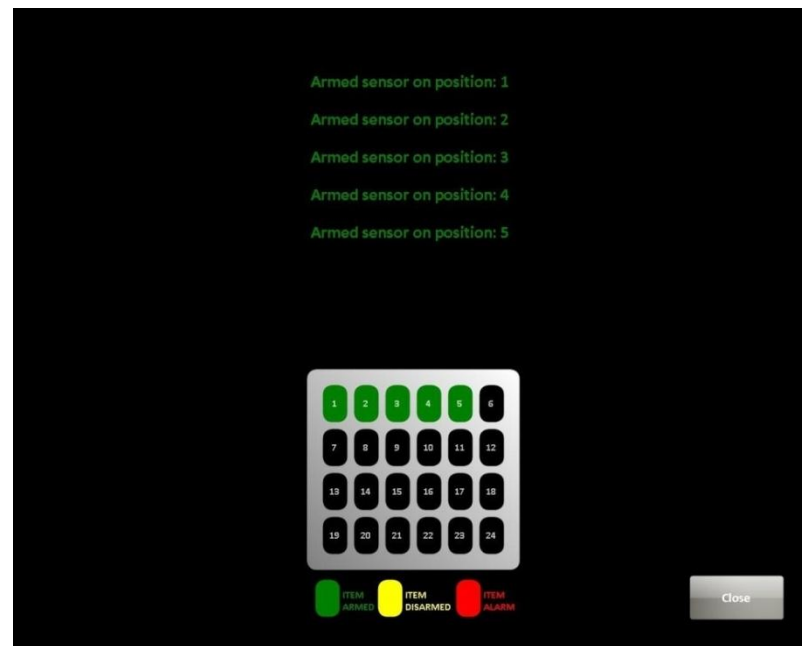 Armed sensor on position: 1
Armed sensor on position: 2
Armed sensor on position: 3
Armed sensor on position: 4
Armed sensor on position: 5
1 2 3 4 5 6
7 8 9 10 11 12
13 14 15 16 17 18
19 20 21 22 23 24
ITEM ARMED
ITEM DISARMED
ITEM ALARM
Close